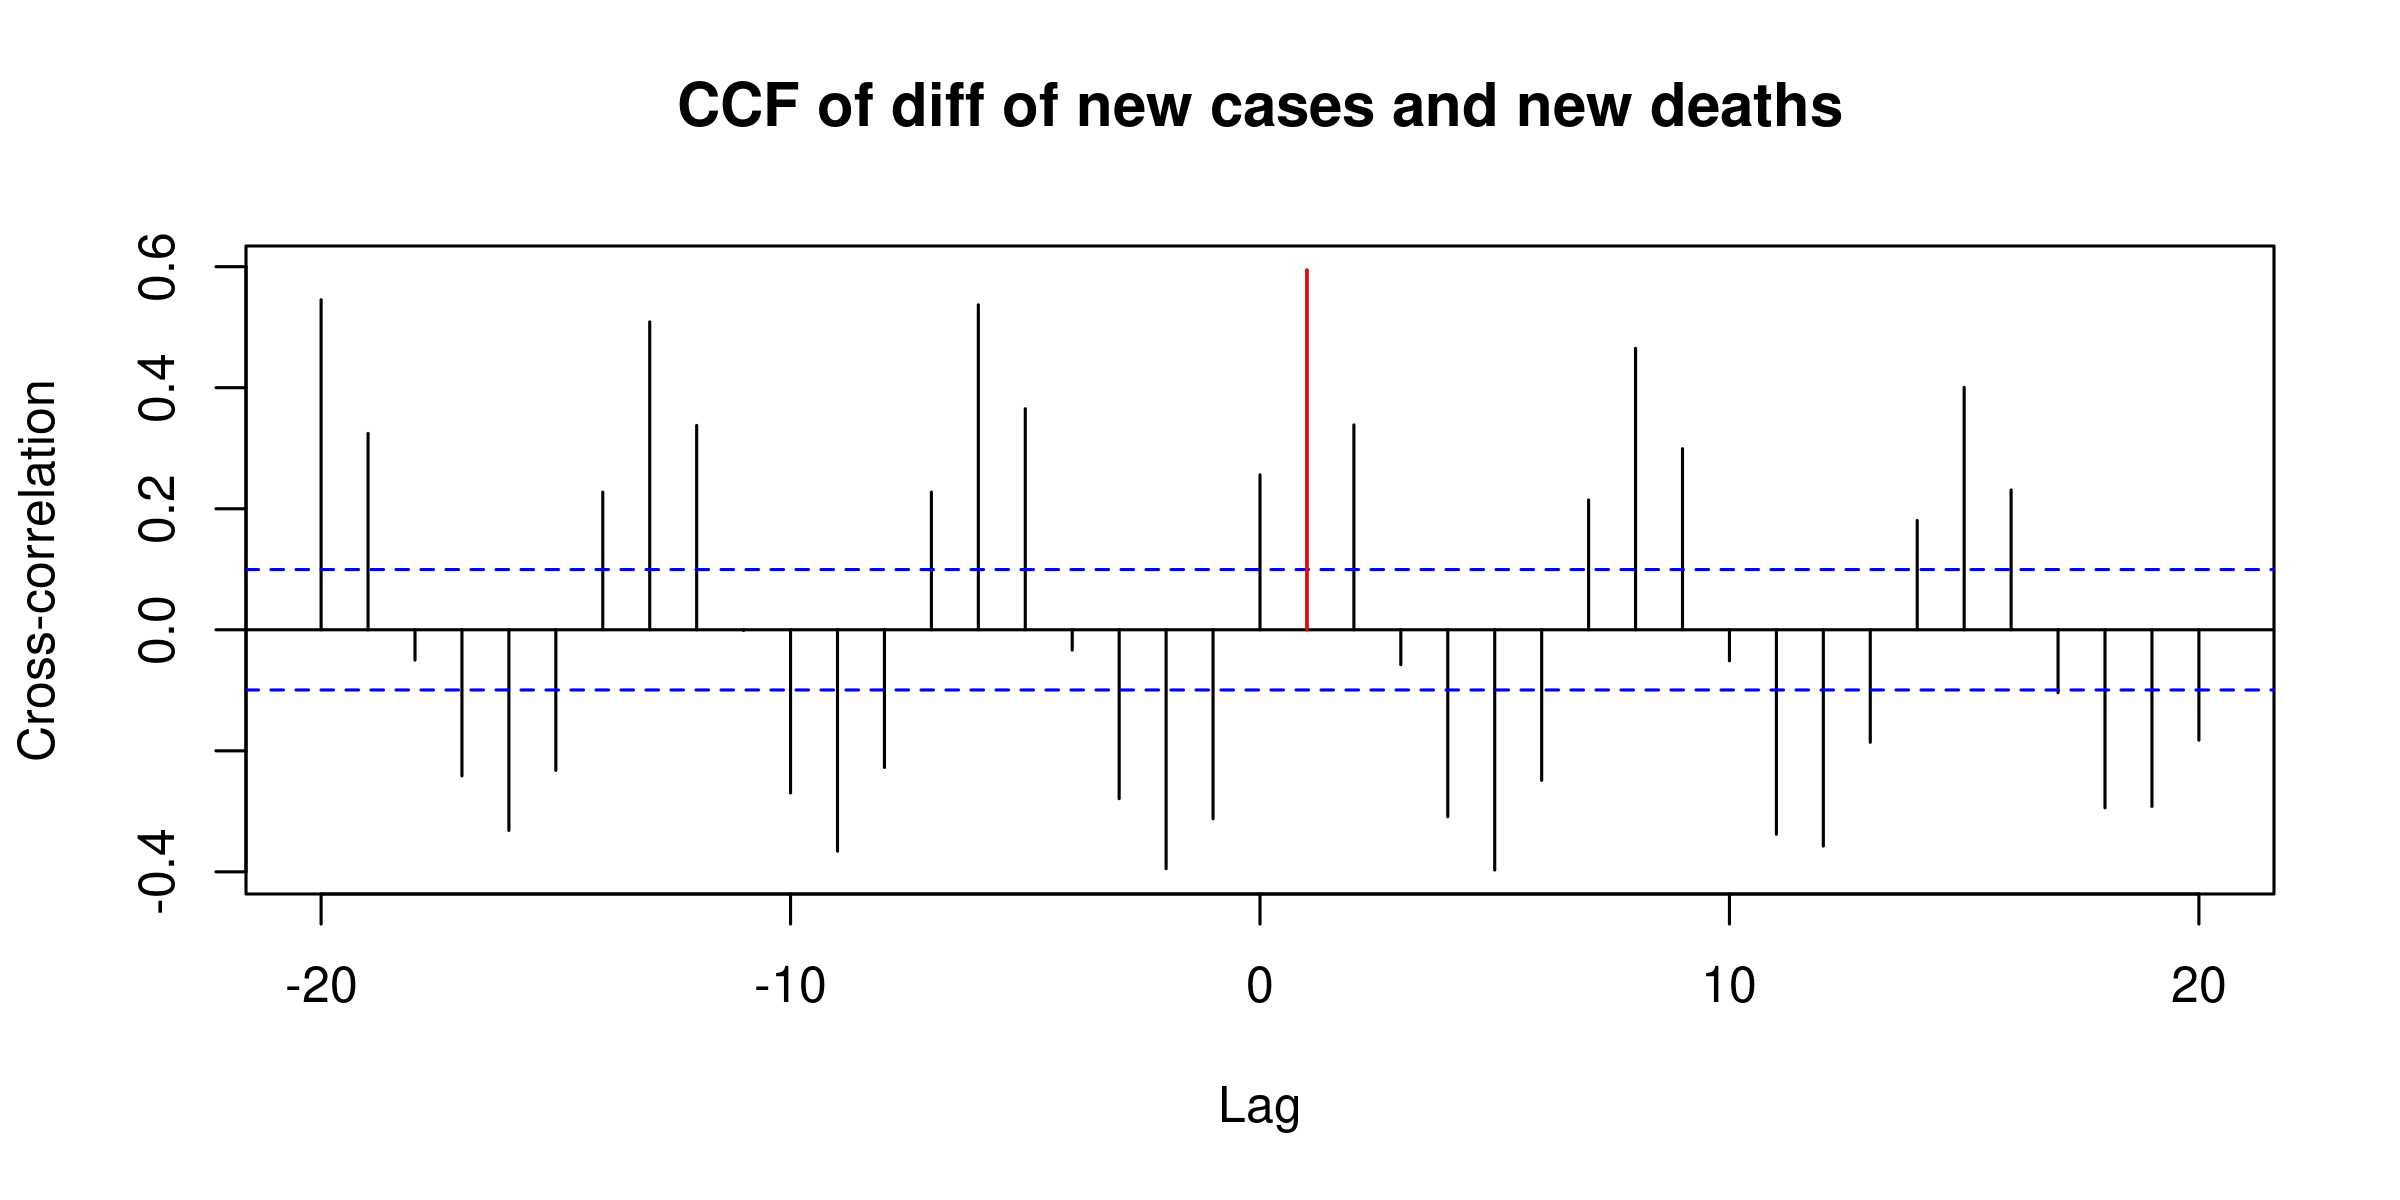 CCF of diff of new cases and new deaths
Cross-correlation
0.6
0.4
0.2
0.0
-0.4
-20 -10 0 10 20
Lag